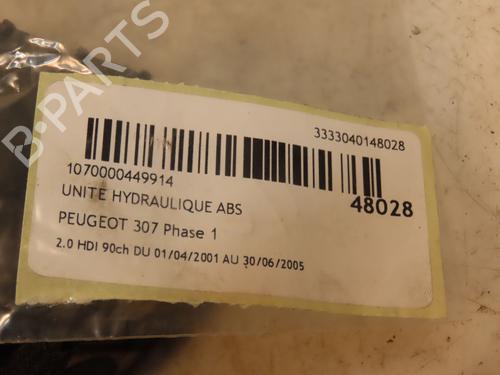 B-PARTS
3333040148028
1070000449914
48028
UNITE HYDRAULIQUE ABS
PEUGEOT 307 Phase 1
2.0 HDI 90ch DU 01/04/2001 AU 30/06/2005